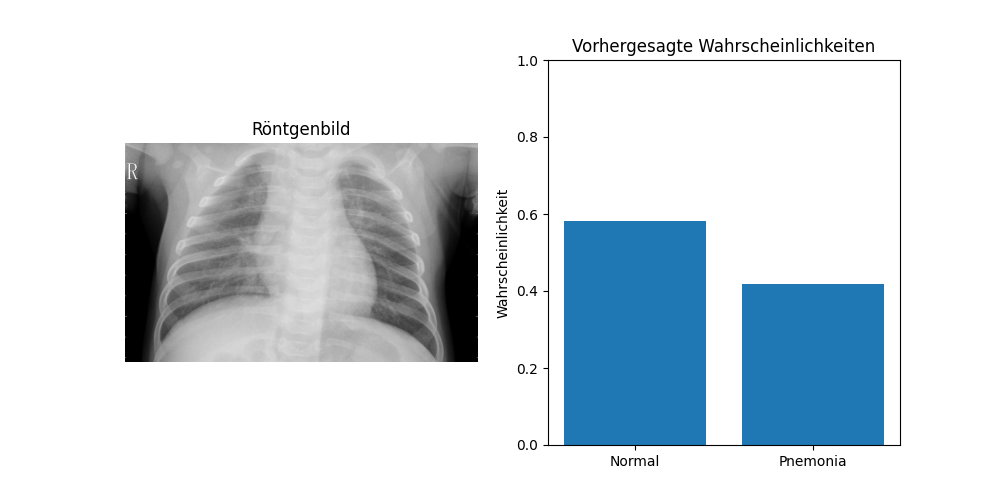 Röntgenbild
R
Vorhergesagte Wahrscheinlichkeiten
Wahrscheinlichkeit
1.0
0.8
0.6
0.4
0.2
0.0
Normal
Pnemonia